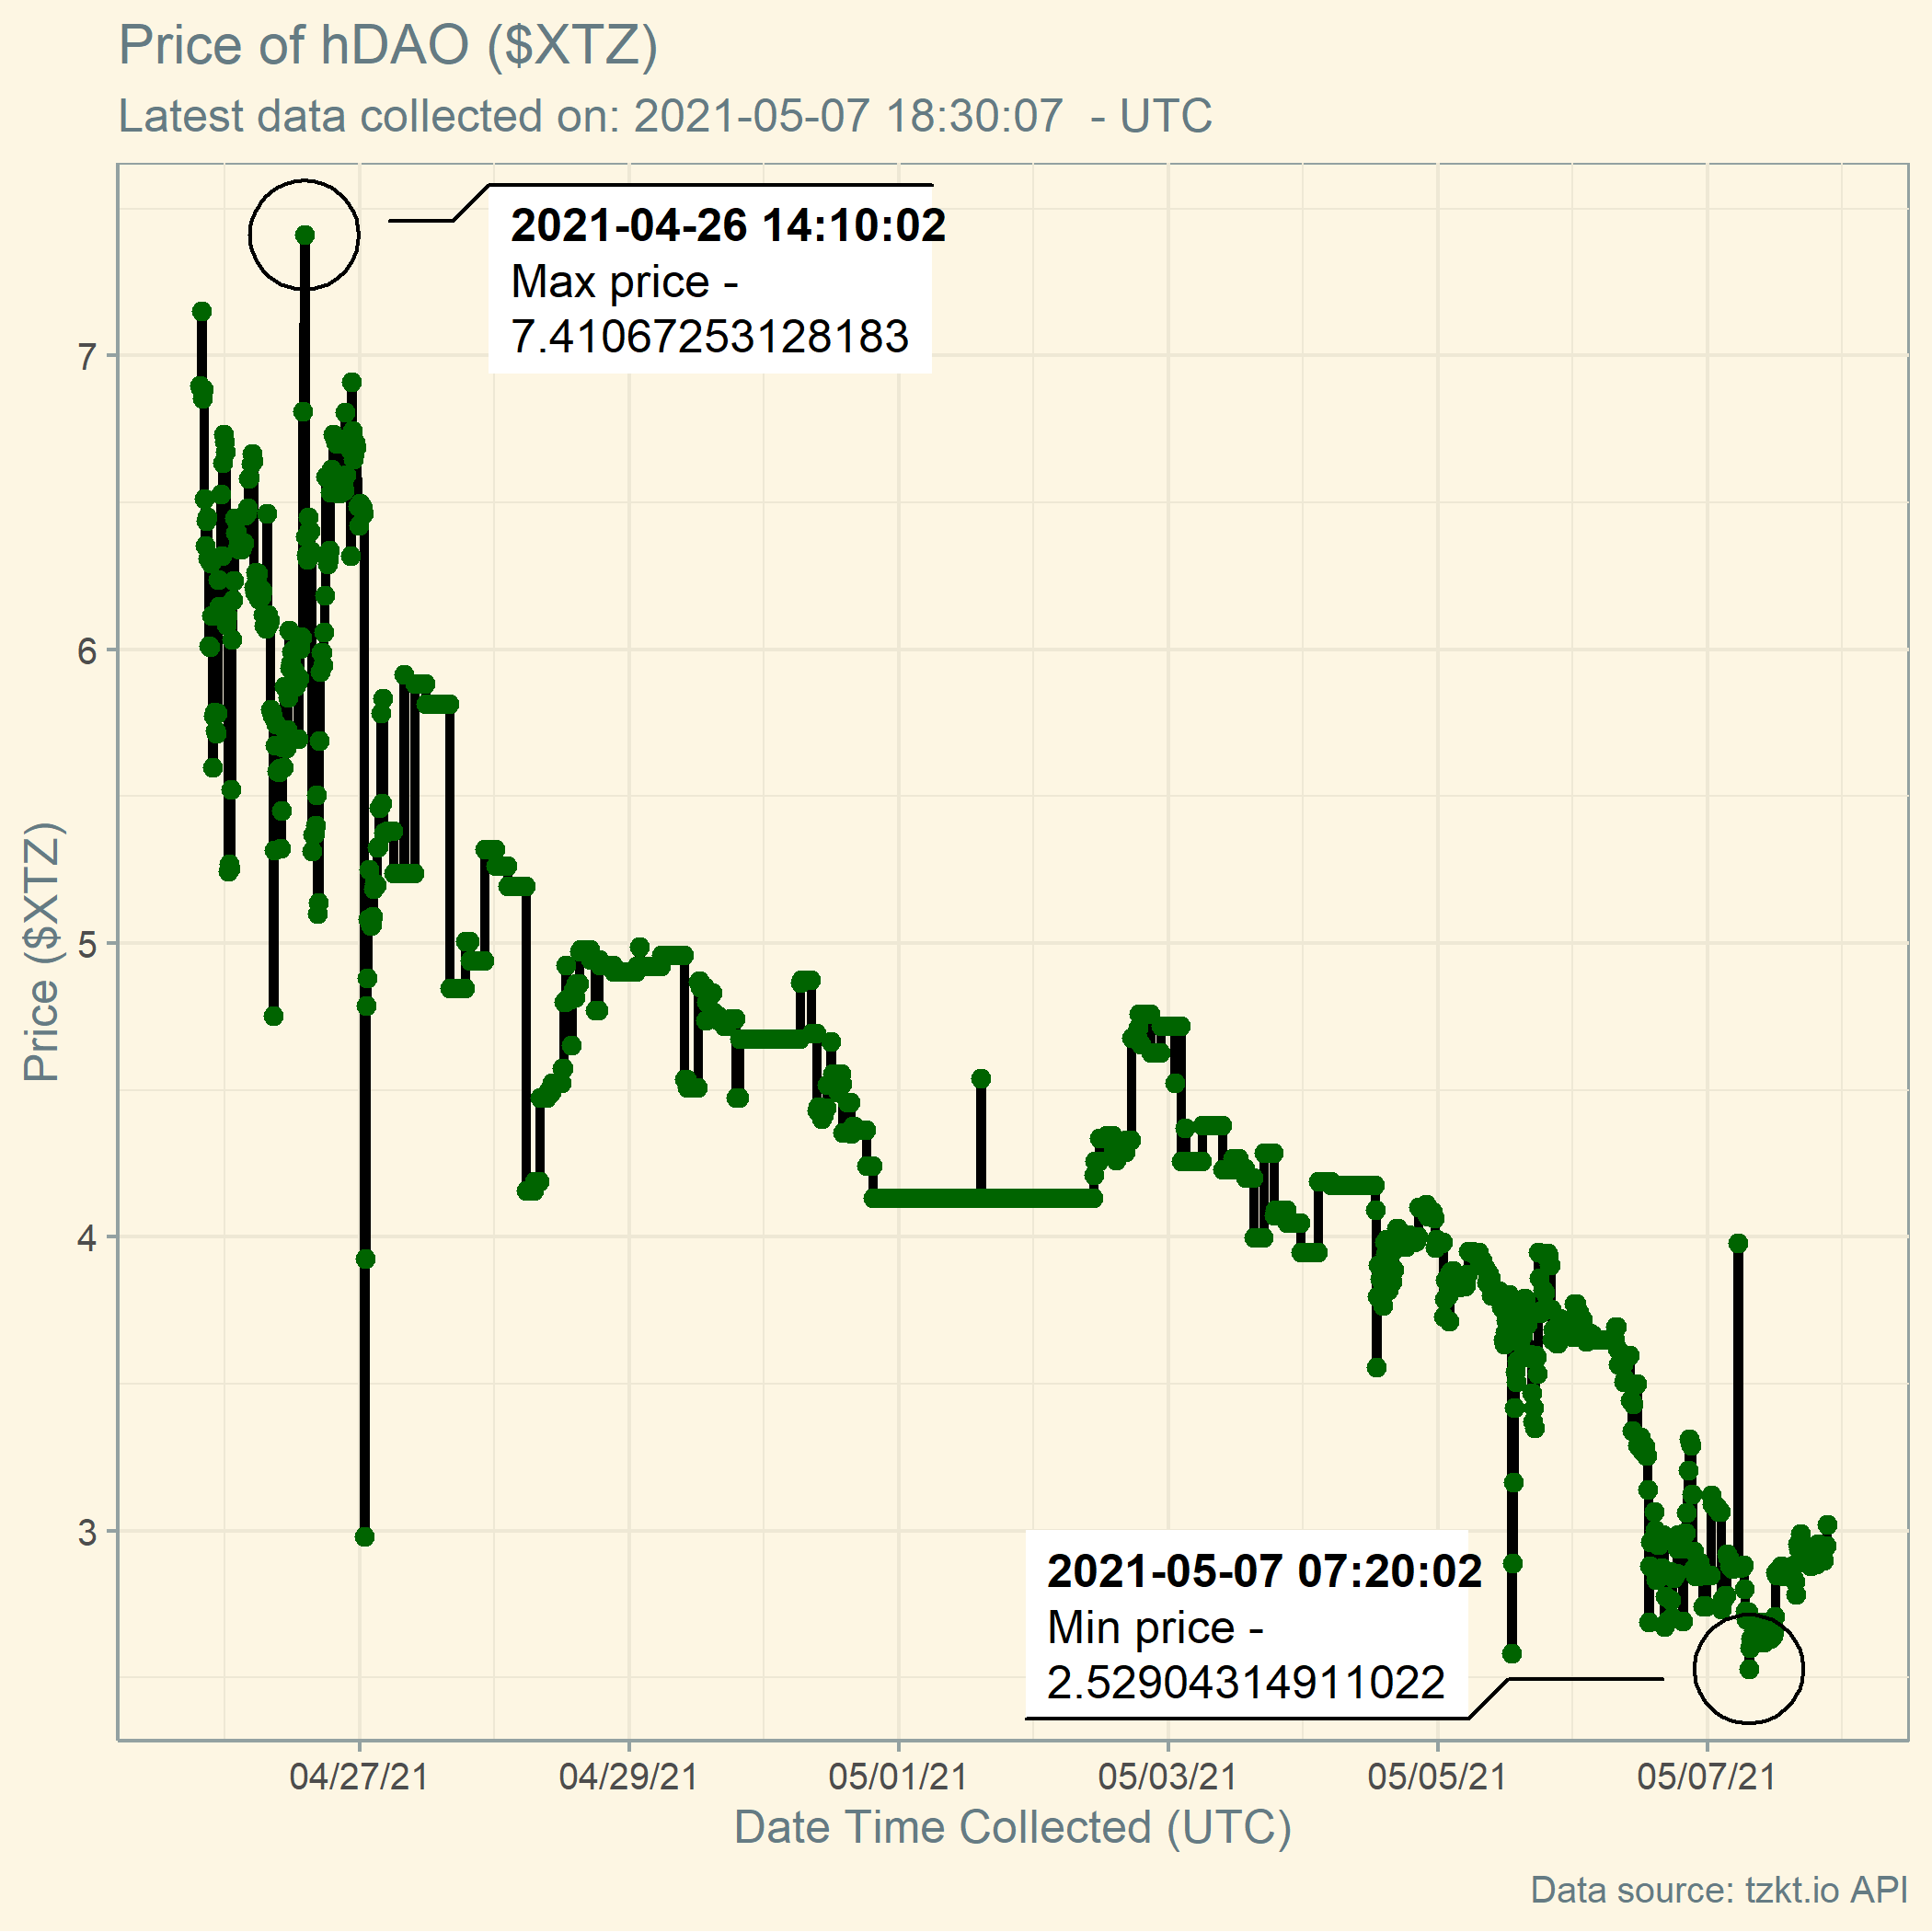 Price of hDAO ($XTZ)
Latest data collected on: 2021-05-07 18:30:07  - UTC
2021-04-26 14:10:02
Max price -
7.41067253128183
7
6
5
4
3
Price ($XTZ)
2021-05-07 07:20:02
Min price -
2.52904314911022
04/27/21
04/29/21
05/01/21
05/03/21
05/05/21
05/07/21
Date Time Collected (UTC)
Data source: tzkt.io API